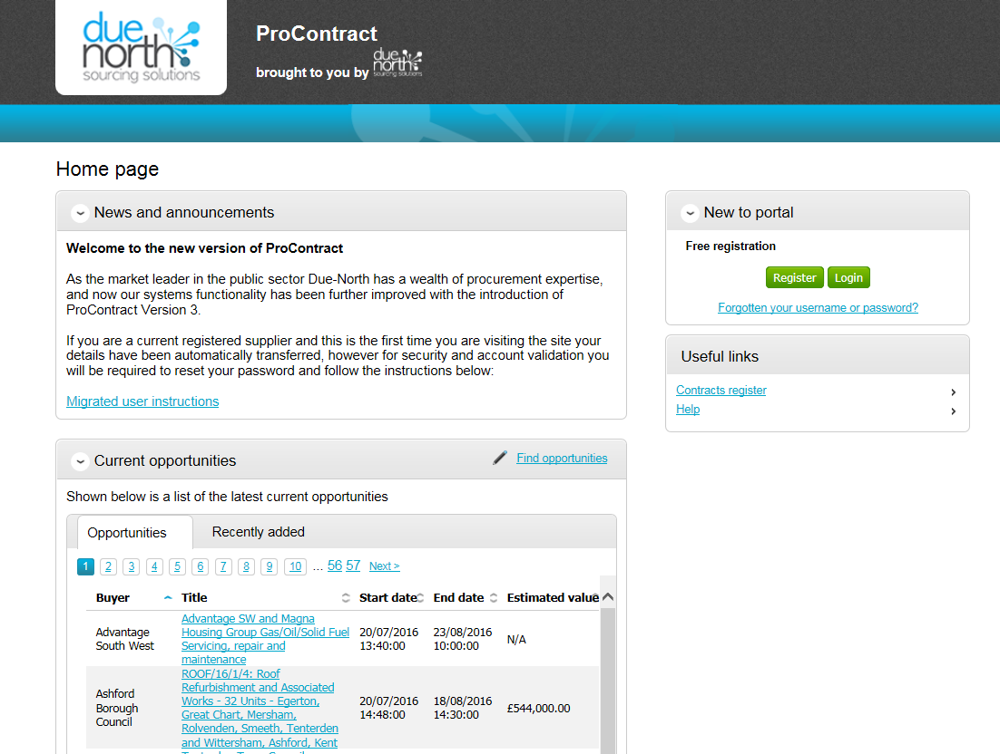 due
north
sourcing solutions
ProContract
brought to you by
due
north
sourcing solutions
Home page
News and announcements
Welcome to the new version of ProContract
As the market leader in the public sector Due-North has a wealth of procurement expertise,
and now our systems functionality has been further improved with the introduction of
ProContract Version 3.
If you are a current registered supplier and this is the first time you are visiting the site your
details have been automatically transferred, however for security and account validation you
will be required to reset your password and follow the instructions below:
Migrated user instructions
New to portal
Free registration
Register Login
Forgotten your username or password?
Useful links
Contracts register
Help
Current opportunities
Find opportunities
Shown below is a list of the latest current opportunities
Opportunities Recently added
1 2 3 4 5 6 7 8 9 10 ... 56 57 Next >
Buyer Title Start date End date Estimated value
Advantage
South West
Advantage SW and Magna
Housing Group Gas/Oil/Solid Fuel
Servicing, repair and
maintenance
20/07/2016
13:40:00
23/08/2016
10:00:00
N/A
Ashford
Borough
Council
ROOF/16/1/4: Roof
Refurbishment and Associated
Works - 32 Units - Egerton,
Great Chart, Mersham,
Rolvenden, Smeeth, Tenterden
and Wittersham, Ashford, Kent
20/07/2016
14:48:00
18/08/2016
14:30:00
£544,000.00